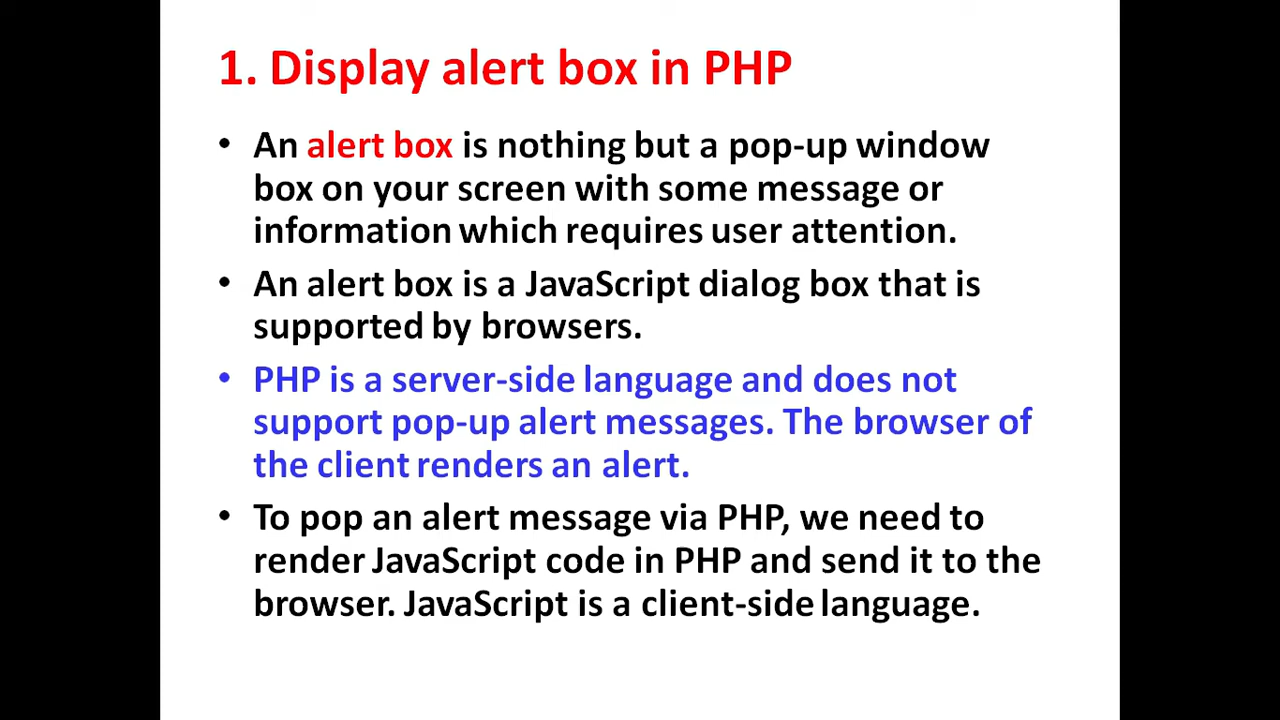 1. Display alert box in PHP
• An alert box is nothing but a pop-up window
box on your screen with some message or
information which requires user attention.
• An alert box is a JavaScript dialog box that is
supported by browsers.
• PHP is a server-side language and does not
support pop-up alert messages. The browser of
the client renders an alert.
• To pop an alert message via PHP, we need to
render JavaScript code in PHP and send it to the
browser. JavaScript is a client-side language.